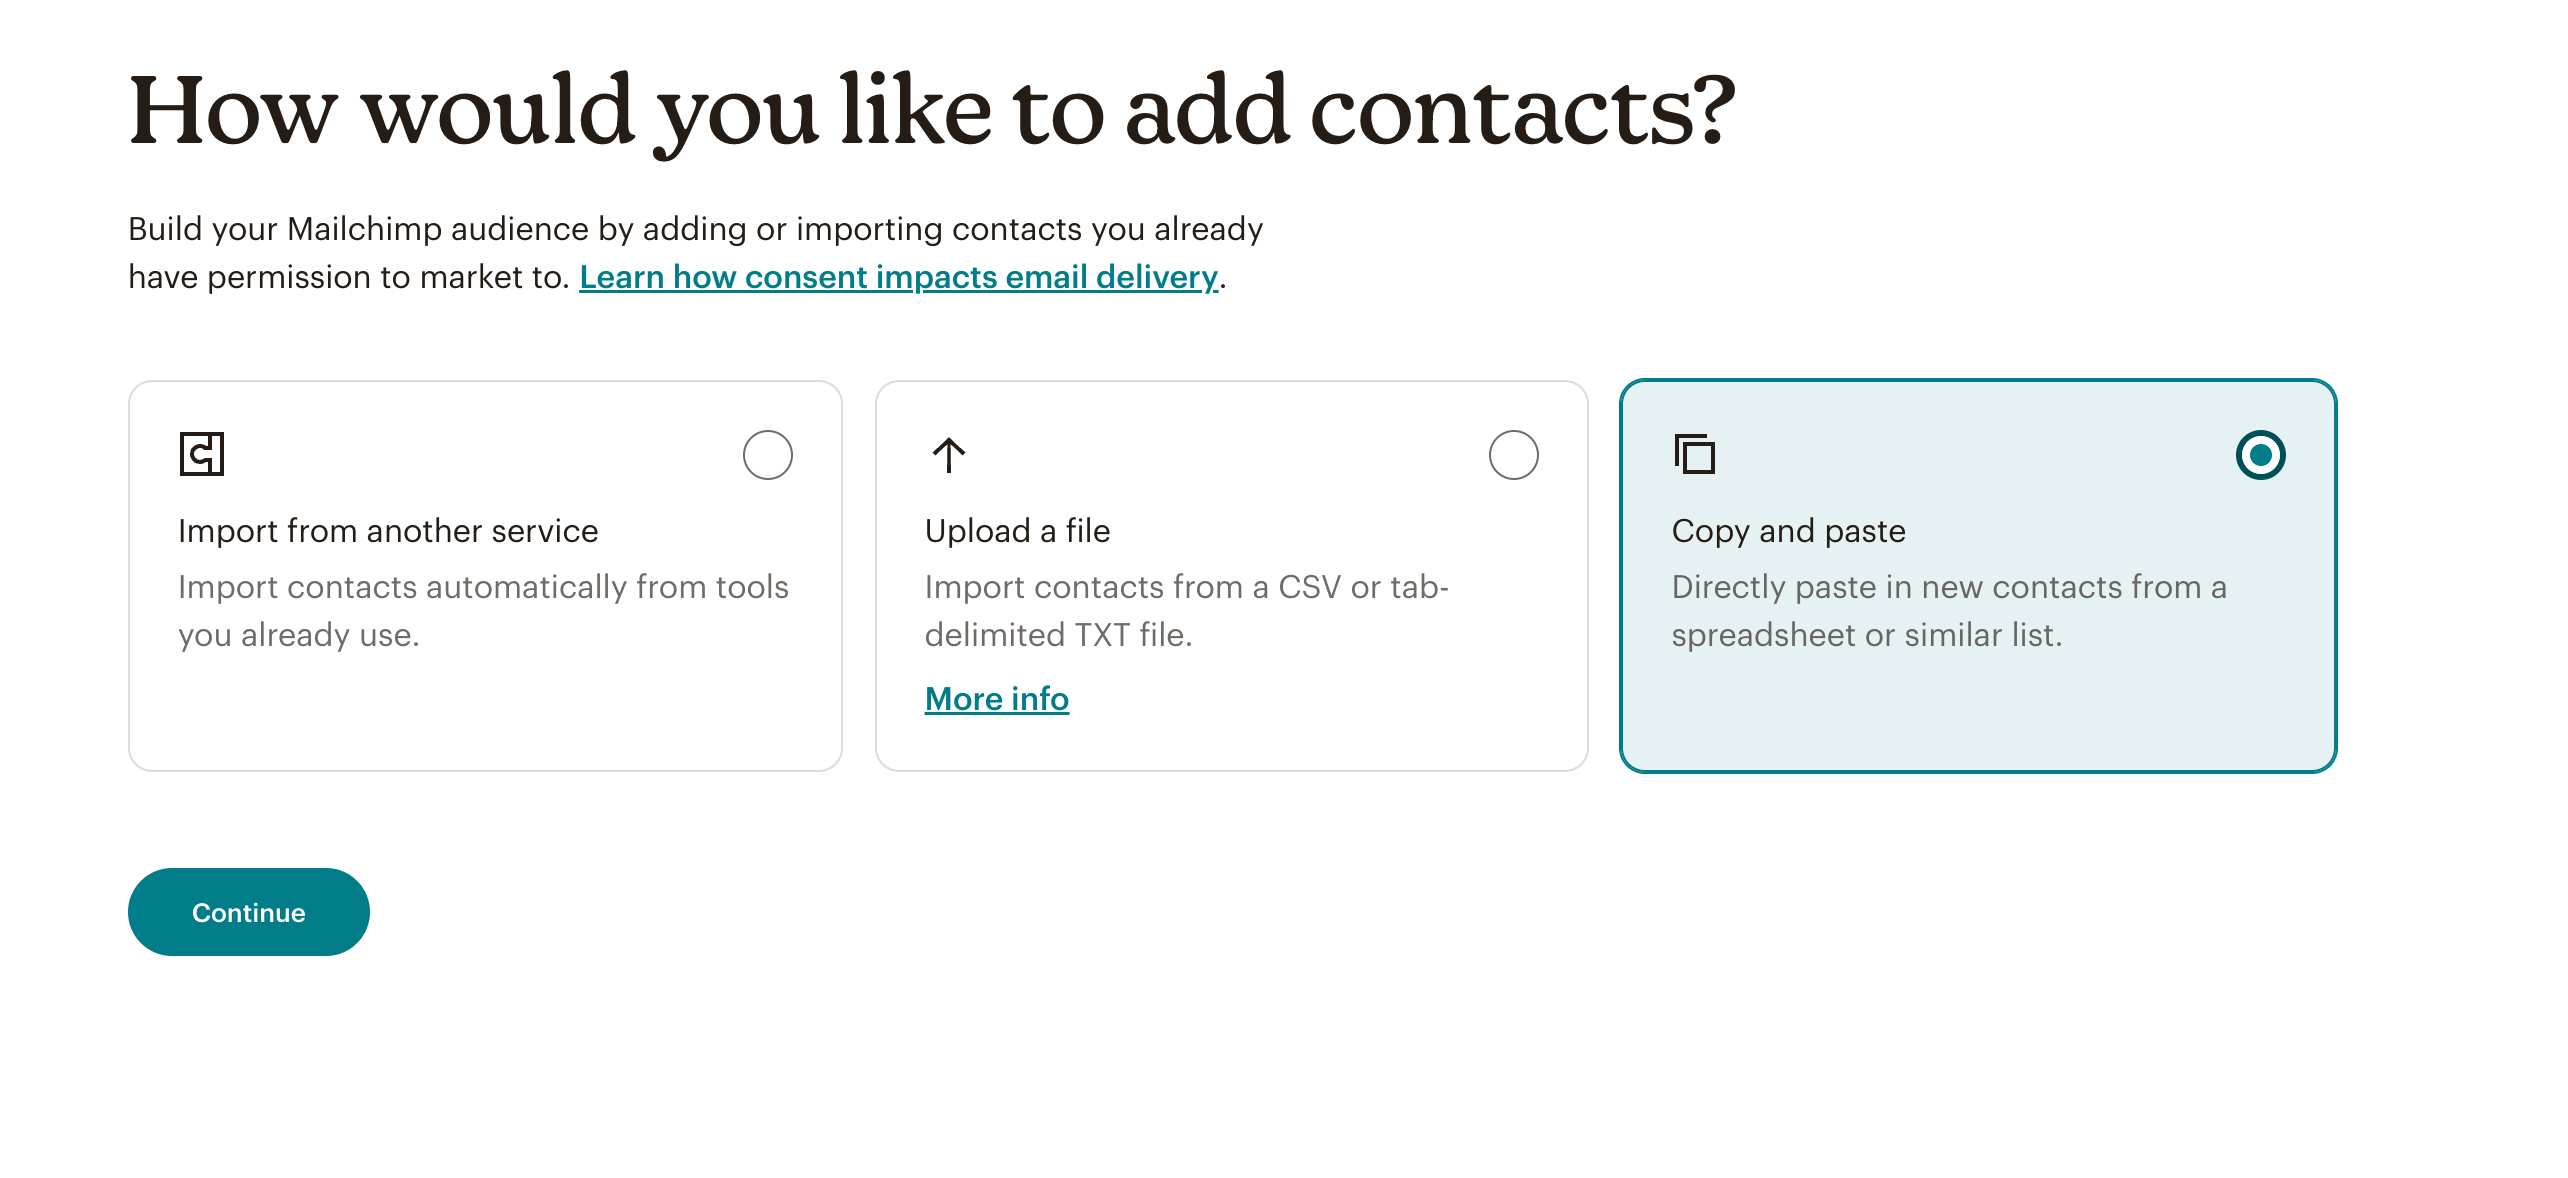 How would you like to add contacts?
Build your Mailchimp audience by adding or importing contacts you already
have permission to market to. Learn how consent impacts email delivery.
Import from another service
Import contacts automatically from tools
you already use.
Upload a file
Import contacts from a CSV or tab-
delimited TXT file.
More info
Copy and paste
Directly paste in new contacts from a
spreadsheet or similar list.
Continue